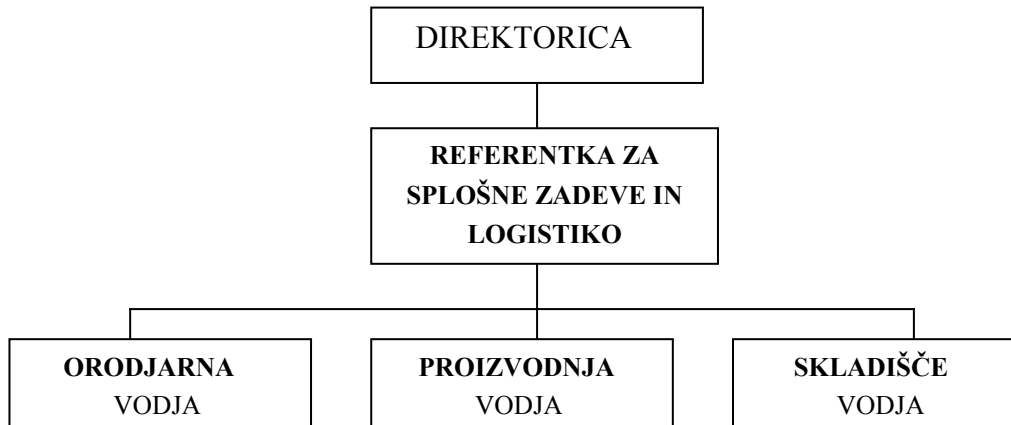 DIREKTORICA
REFERENTKA ZA
SPLOŠNE ZADEVE IN
LOGISTIKO
ORODJARNA
VODJA
PROIZVODNJA
VODJA
SKLADIŠČE
VODJA